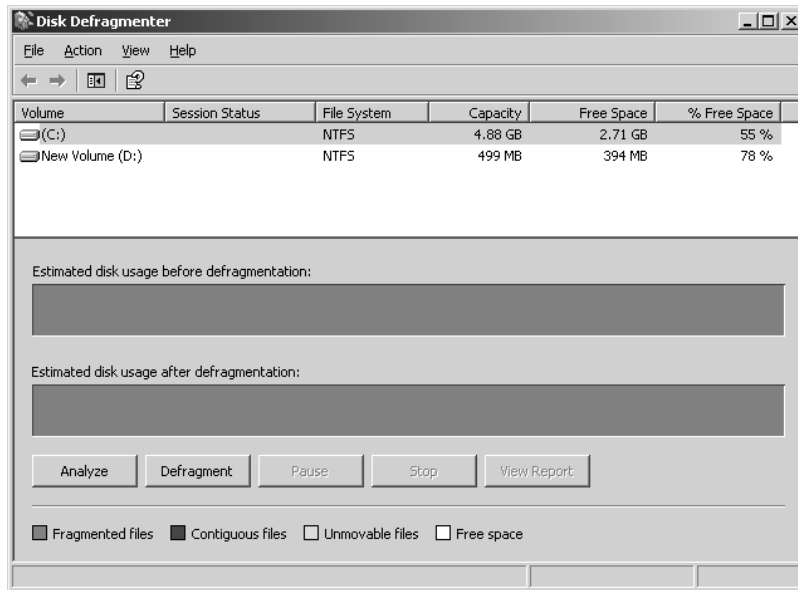 Disk Defragmenter
File Action View Help
Volume Session Status File System Capacity Free Space % Free Space
(C:) NTFS 4.88 GB 2.71 GB 55 %
New Volume (D:) NTFS 499 MB 394 MB 78 %
Estimated disk usage before defragmentation:
Estimated disk usage after defragmentation:
Analyze Defragment Pause Stop View Report
Fragmented files Contiguous files Unmovable files Free space